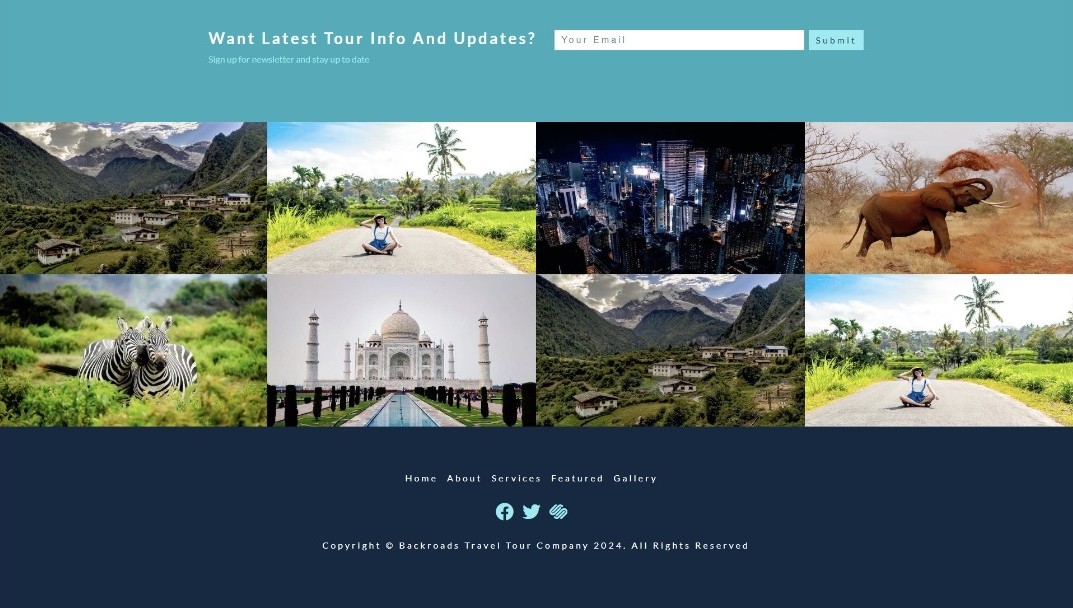 Want Latest Tour Info And Updates?
Your Email
Submit
Sign up for newsletter and stay up to date
Home About Services Featured Gallery
Copyright © Backroads Travel Tour Company 2024. All Rights Reserved